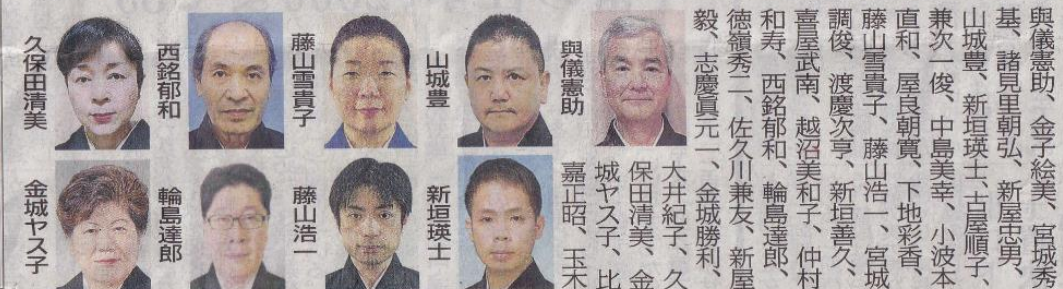 與儀憲助、金子絵美、宮城秀
基、諸見里朝弘、新屋忠男、
山城豊、新垣瑛士、古屋順子、
兼次一俊、中島美幸、小波本
直和、屋良朝寛、下地彩香、
藤山雪貴子、藤山浩一、宮城
調俊、渡慶次亨、新垣善久、
喜屋武南、越沼美和子、仲村
和寿、西銘郁和、輪島達郎、
徳嶺秀二、佐久川兼友、新屋
毅、志慶眞元一、金城勝利、
大井紀子、久
保田清美、金
城ヤス子、比
嘉正昭、玉木
與儀憲助
山城豊
藤山雪貴子
西銘郁和
久保田清美
新垣瑛士
藤山浩一
輪島達郎
金城ヤス子